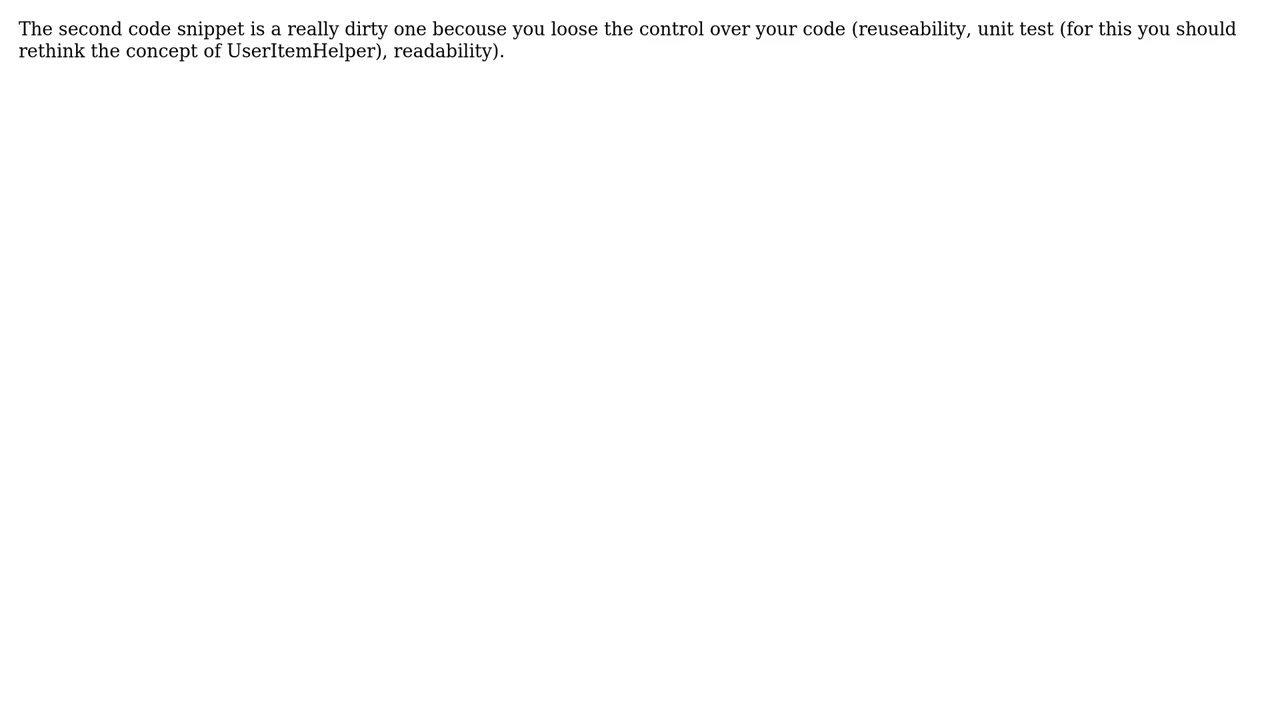 The second code snippet is a really dirty one becouse you loose the control over your code (reuseability, unit test (for this you should
rethink the concept of UserItemHelper), readability).